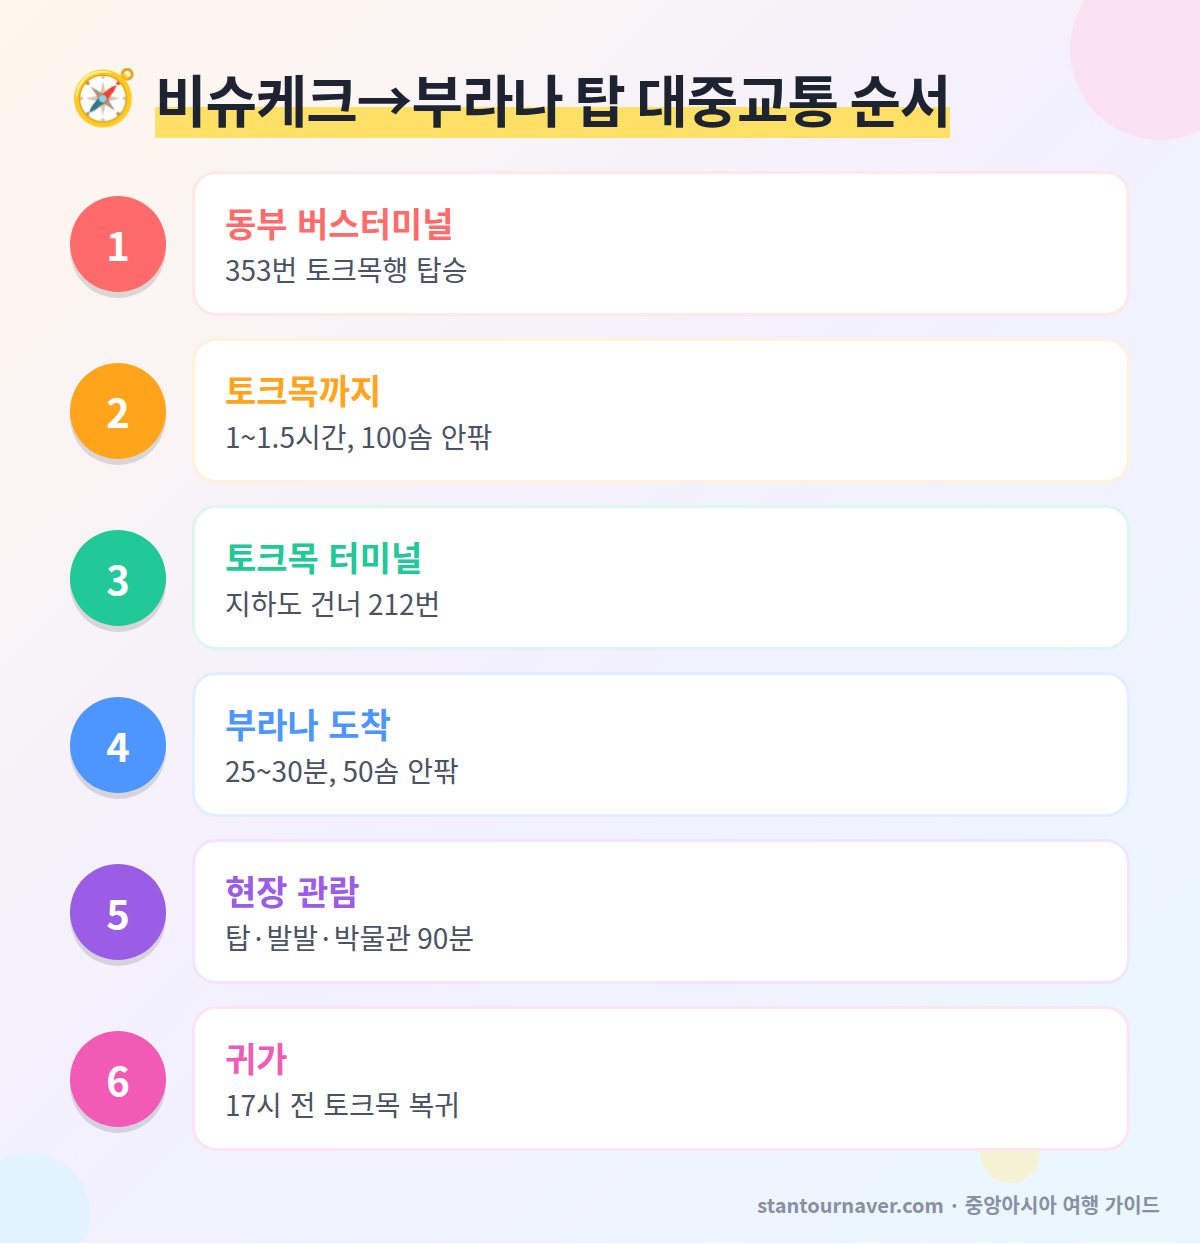 비슈케크→부라나 탑 대중교통 순서
1
동부 버스터미널
353번 토크목행 탑승
2
토크목까지
1~1.5시간, 100솜 안팎
3
토크목 터미널
지하도 건너 212번
4
부라나 도착
25~30분, 50솜 안팎
5
현장 관람
탑·발발·박물관 90분
6
귀가
17시 전 토크목 복귀
stantournaver.com · 중앙아시아 여행 가이드